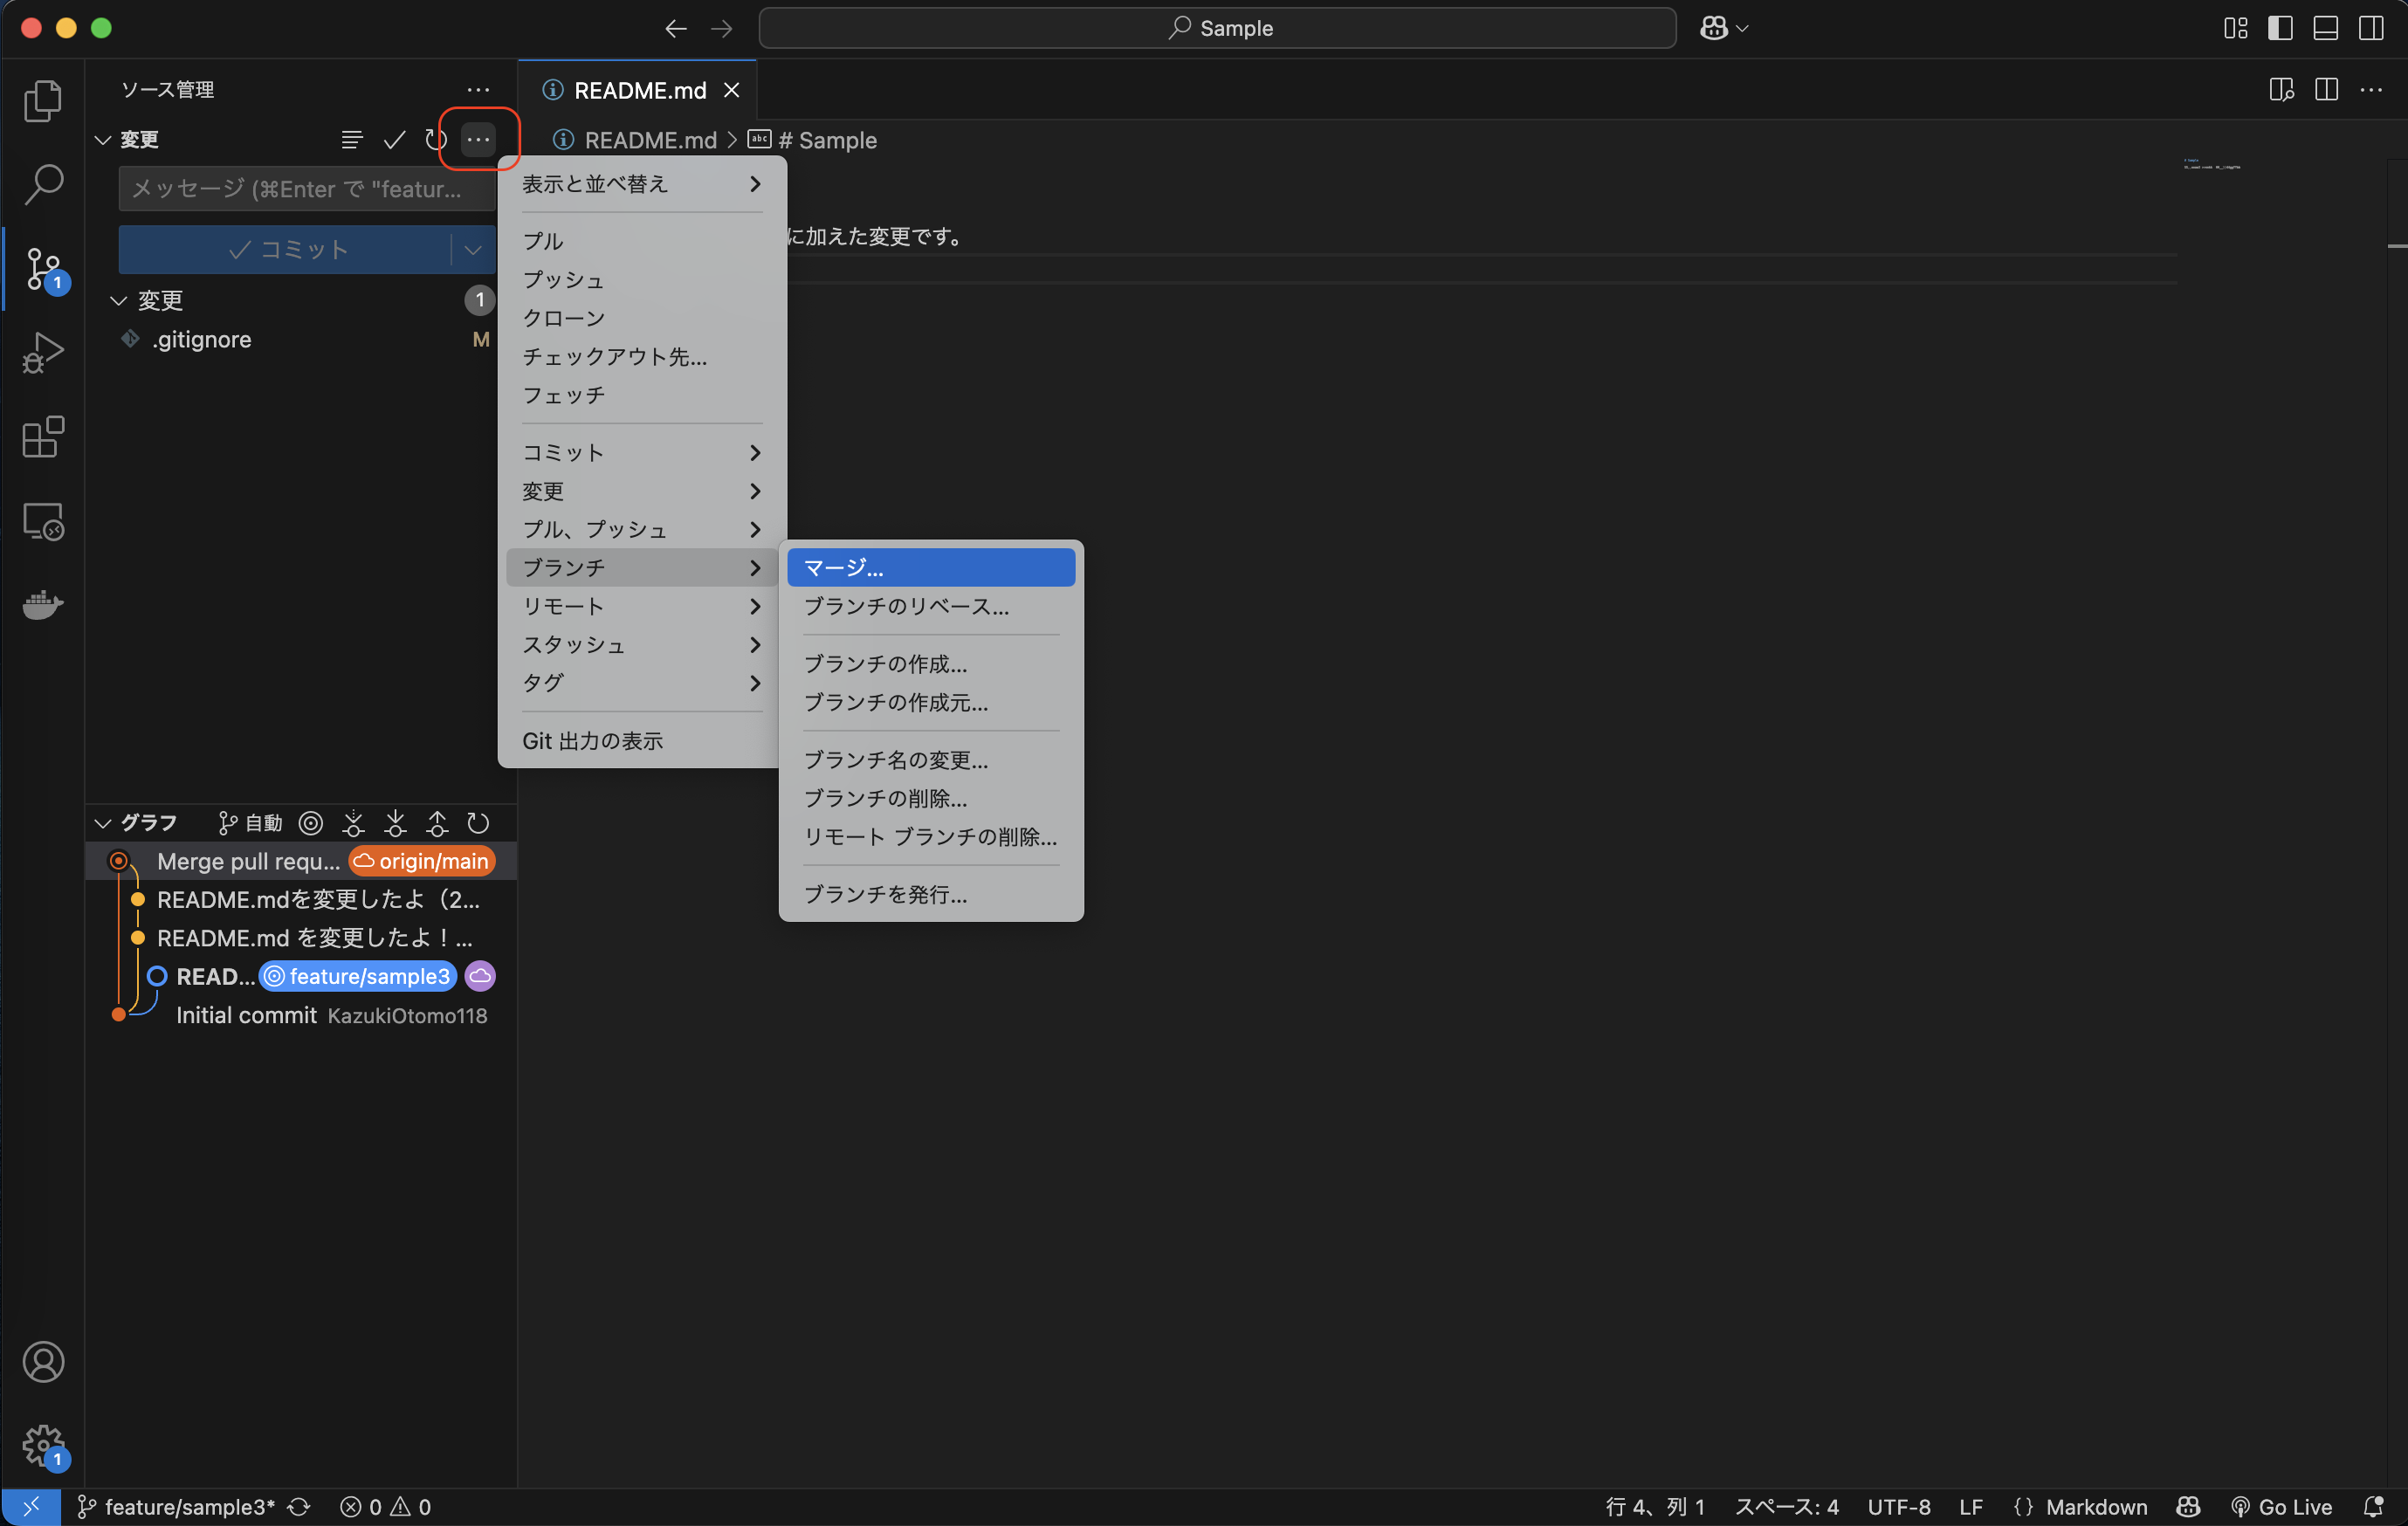 Sample
ソース管理
変更
メッセージ (⌘Enter で "featur...
コミット
変更
1
.gitignore
M
1
README.md
README.md > # Sample
に加えた変更です。
表示と並べ替え
プル
プッシュ
クローン
チェックアウト先...
フェッチ
コミット
変更
プル、プッシュ
ブランチ
リモート
スタッシュ
タグ
Git 出力の表示
マージ...
ブランチのリベース...
ブランチの作成...
ブランチの作成元...
ブランチ名の変更...
ブランチの削除...
リモート ブランチの削除...
ブランチを発行...
グラフ
自動
Merge pull requ... origin/main
README.mdを変更したよ（2...
README.md を変更したよ！...
READ... feature/sample3
Initial commit KazukiOtomo118
1
feature/sample3*
0
0
行 4、列 1
スペース: 4
UTF-8
LF
{} Markdown
Go Live